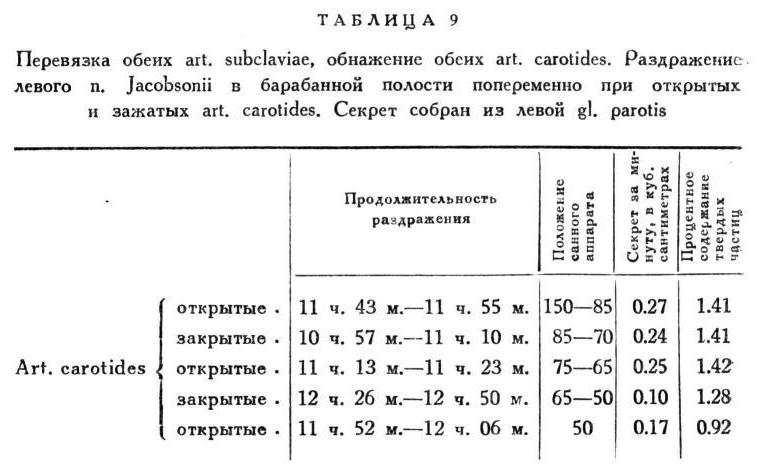 ТАБЛИЦА 9
Перевязка обеих art. subclaviae, обнажение обеих art. carotides. Раздражение
левого n. Jacobsonii в барабанной полости попеременно при открытых
и зажатых art. carotides. Секрет собран из левой gl. parotis
Продолжительность
раздражения
Положение
санного
аппарата
Секрет за ми-
нуту, в куб.
сантиметрах
Процентное
содержание
твердых
частиц
Art. carotides
открытые . 11 ч. 43 м.—11 ч. 55 м. 150—85 0.27 1.41
закрытые . 10 ч. 57 м.—11 ч. 10 м. 85—70 0.24 1.41
открытые . 11 ч. 13 м.—11 ч. 23 м. 75—65 0.25 1.42
закрытые . 12 ч. 26 м.—12 ч. 50 м. 65—50 0.10 1.28
открытые . 11 ч. 52 м.—12 ч. 06 м. 50 0.17 0.92